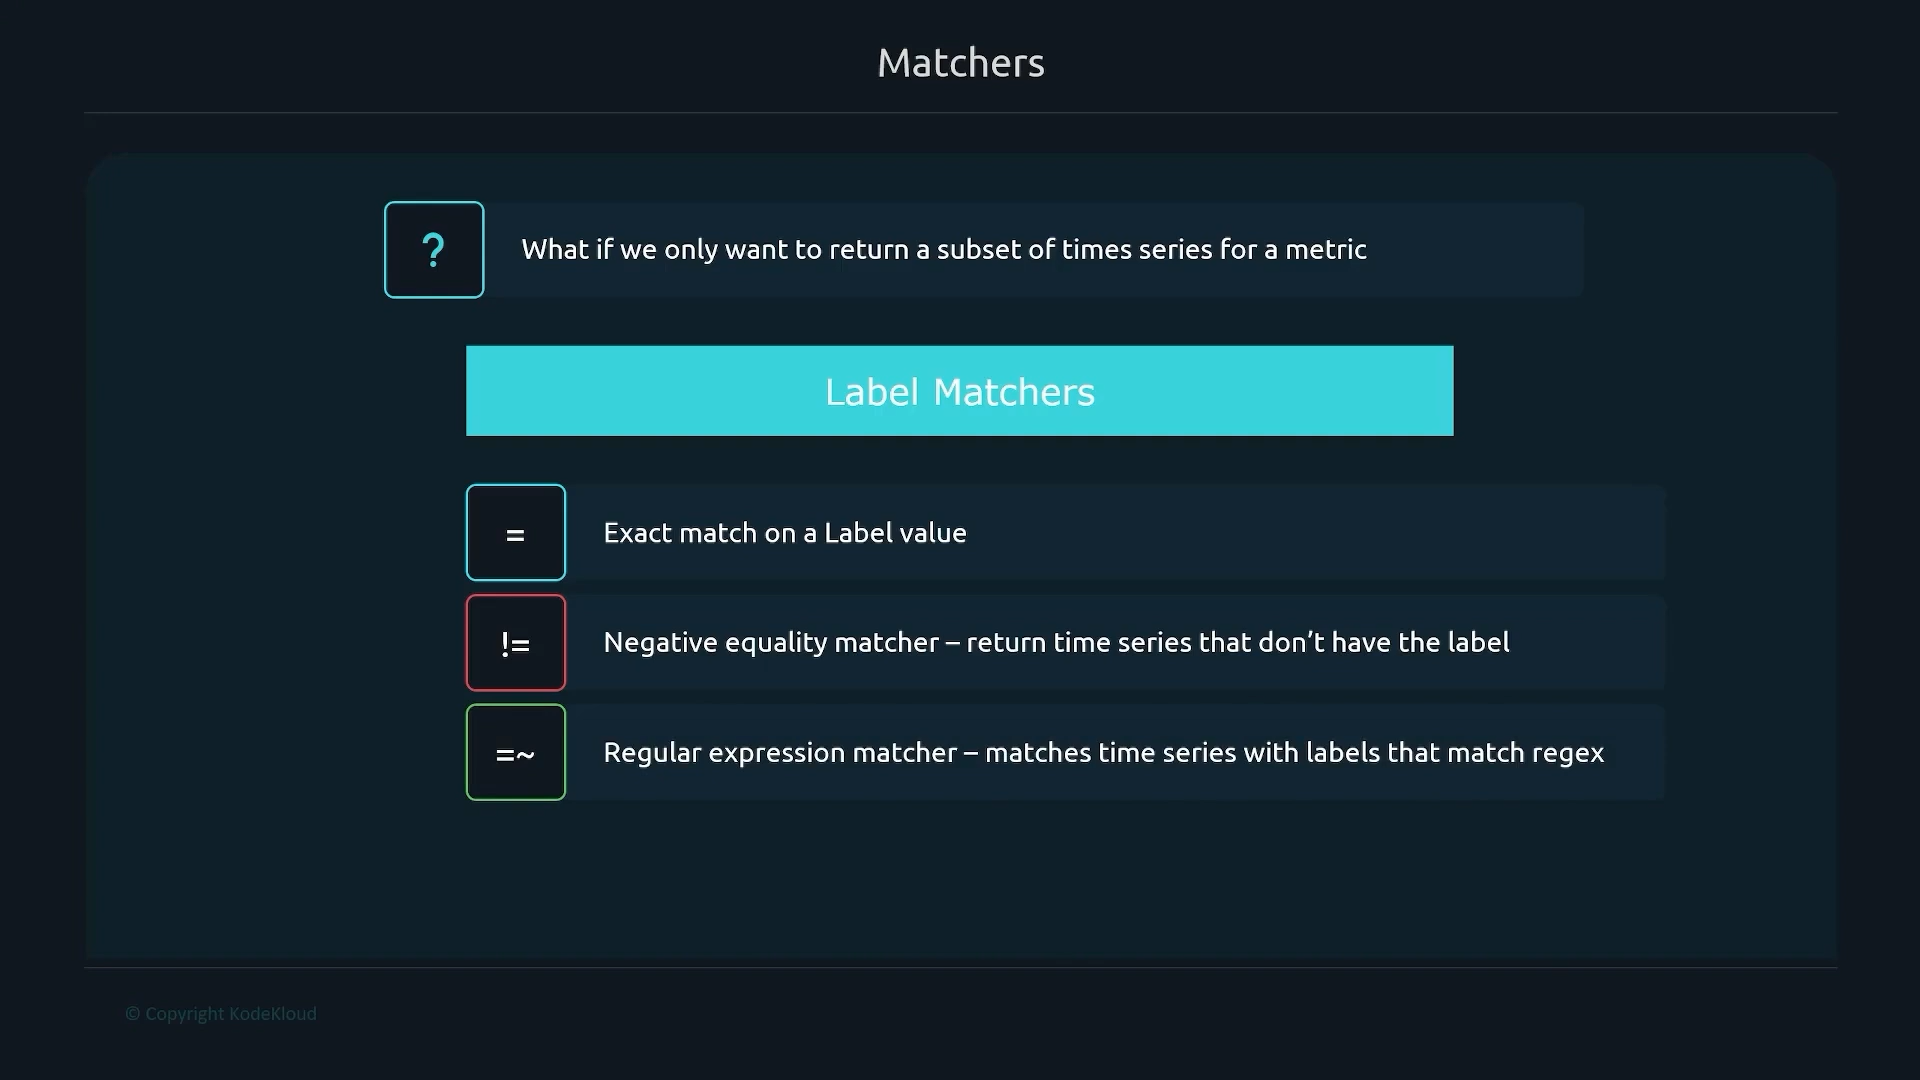 Matchers
? What if we only want to return a subset of times series for a metric
Label Matchers
= Exact match on a Label value
!= Negative equality matcher – return time series that don’t have the label
=~ Regular expression matcher – matches time series with labels that match regex
© Copyright KodeKloud